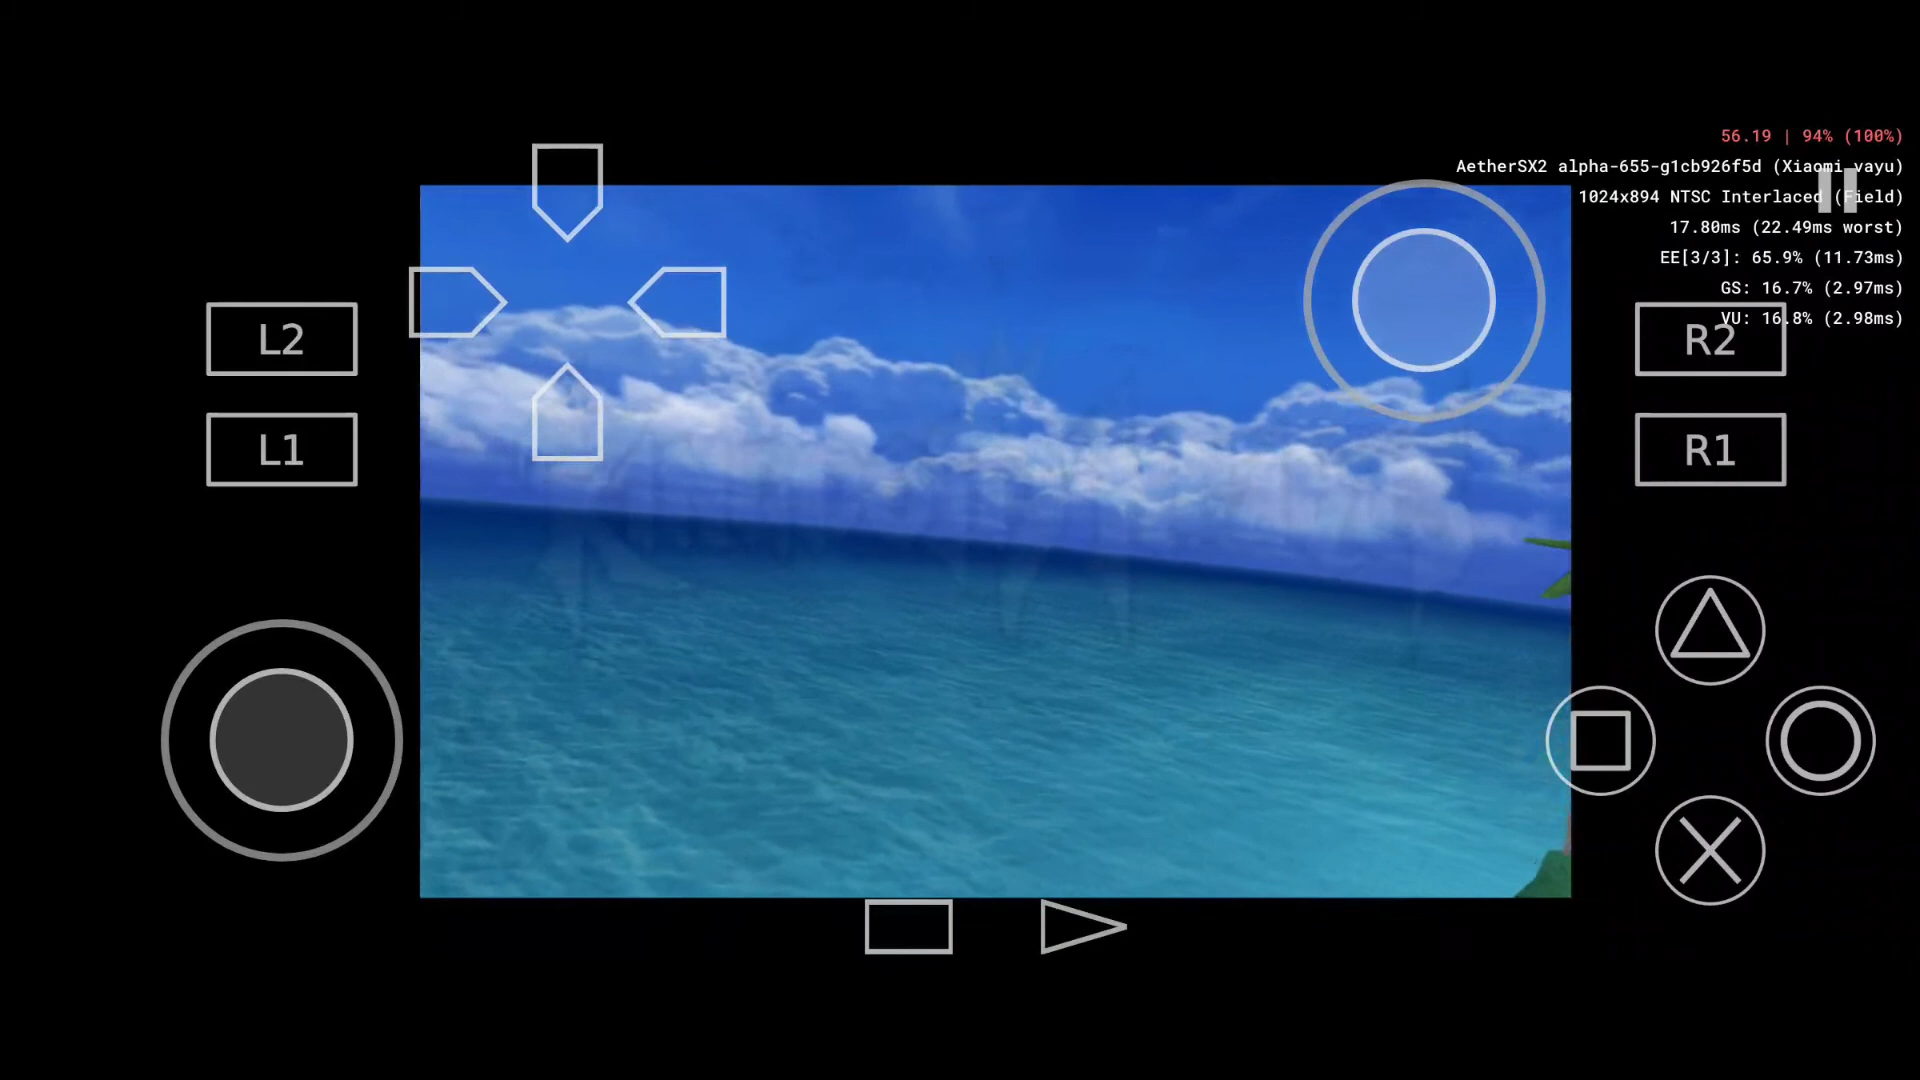 56.19 | 94% (100%)
AetherSX2 alpha-655-g1cb926f5d (Xiaomi vayu)
1024x894 NTSC Interlaced (Field)
17.80ms (22.49ms worst)
EE[3/3]: 65.9% (11.73ms)
GS: 16.7% (2.97ms)
VU: 16.8% (2.98ms)
L2
R2
L1
R1